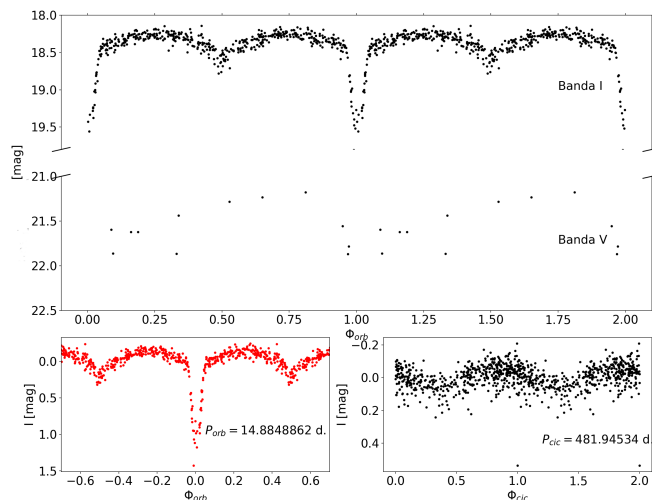 18.0
18.5
19.0
19.5
Banda I
[mag]
21.0
21.5
22.0
22.5
Banda V
0.00 0.25 0.50 0.75 1.00 1.25 1.50 1.75 2.00
Φorb
0.0
0.5
1.0
1.5
I [mag]
Porb = 14.8848862 d.
−0.6 −0.4 −0.2 0.0 0.2 0.4 0.6
Φorb
−0.2
0.0
0.2
0.4
I [mag]
Pcic = 481.94534 d.
0.0 0.5 1.0 1.5 2.0
Φcic